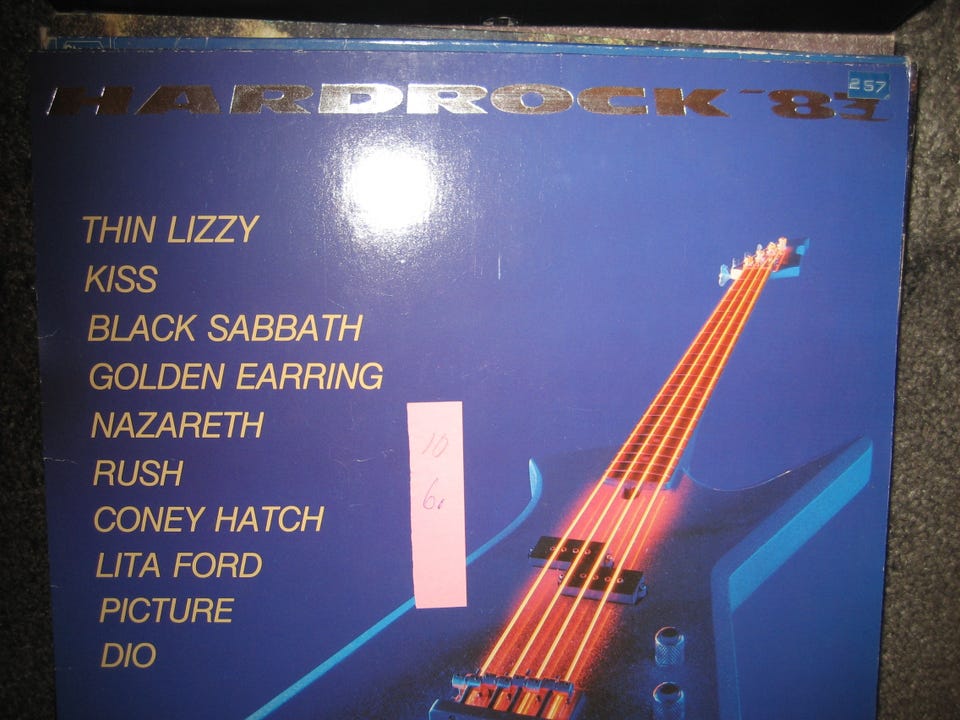 HARDROCK '83
257
THIN LIZZY
KISS
BLACK SABBATH
GOLDEN EARRING
NAZARETH
RUSH
CONEY HATCH
LITA FORD
PICTURE
DIO
10
6.